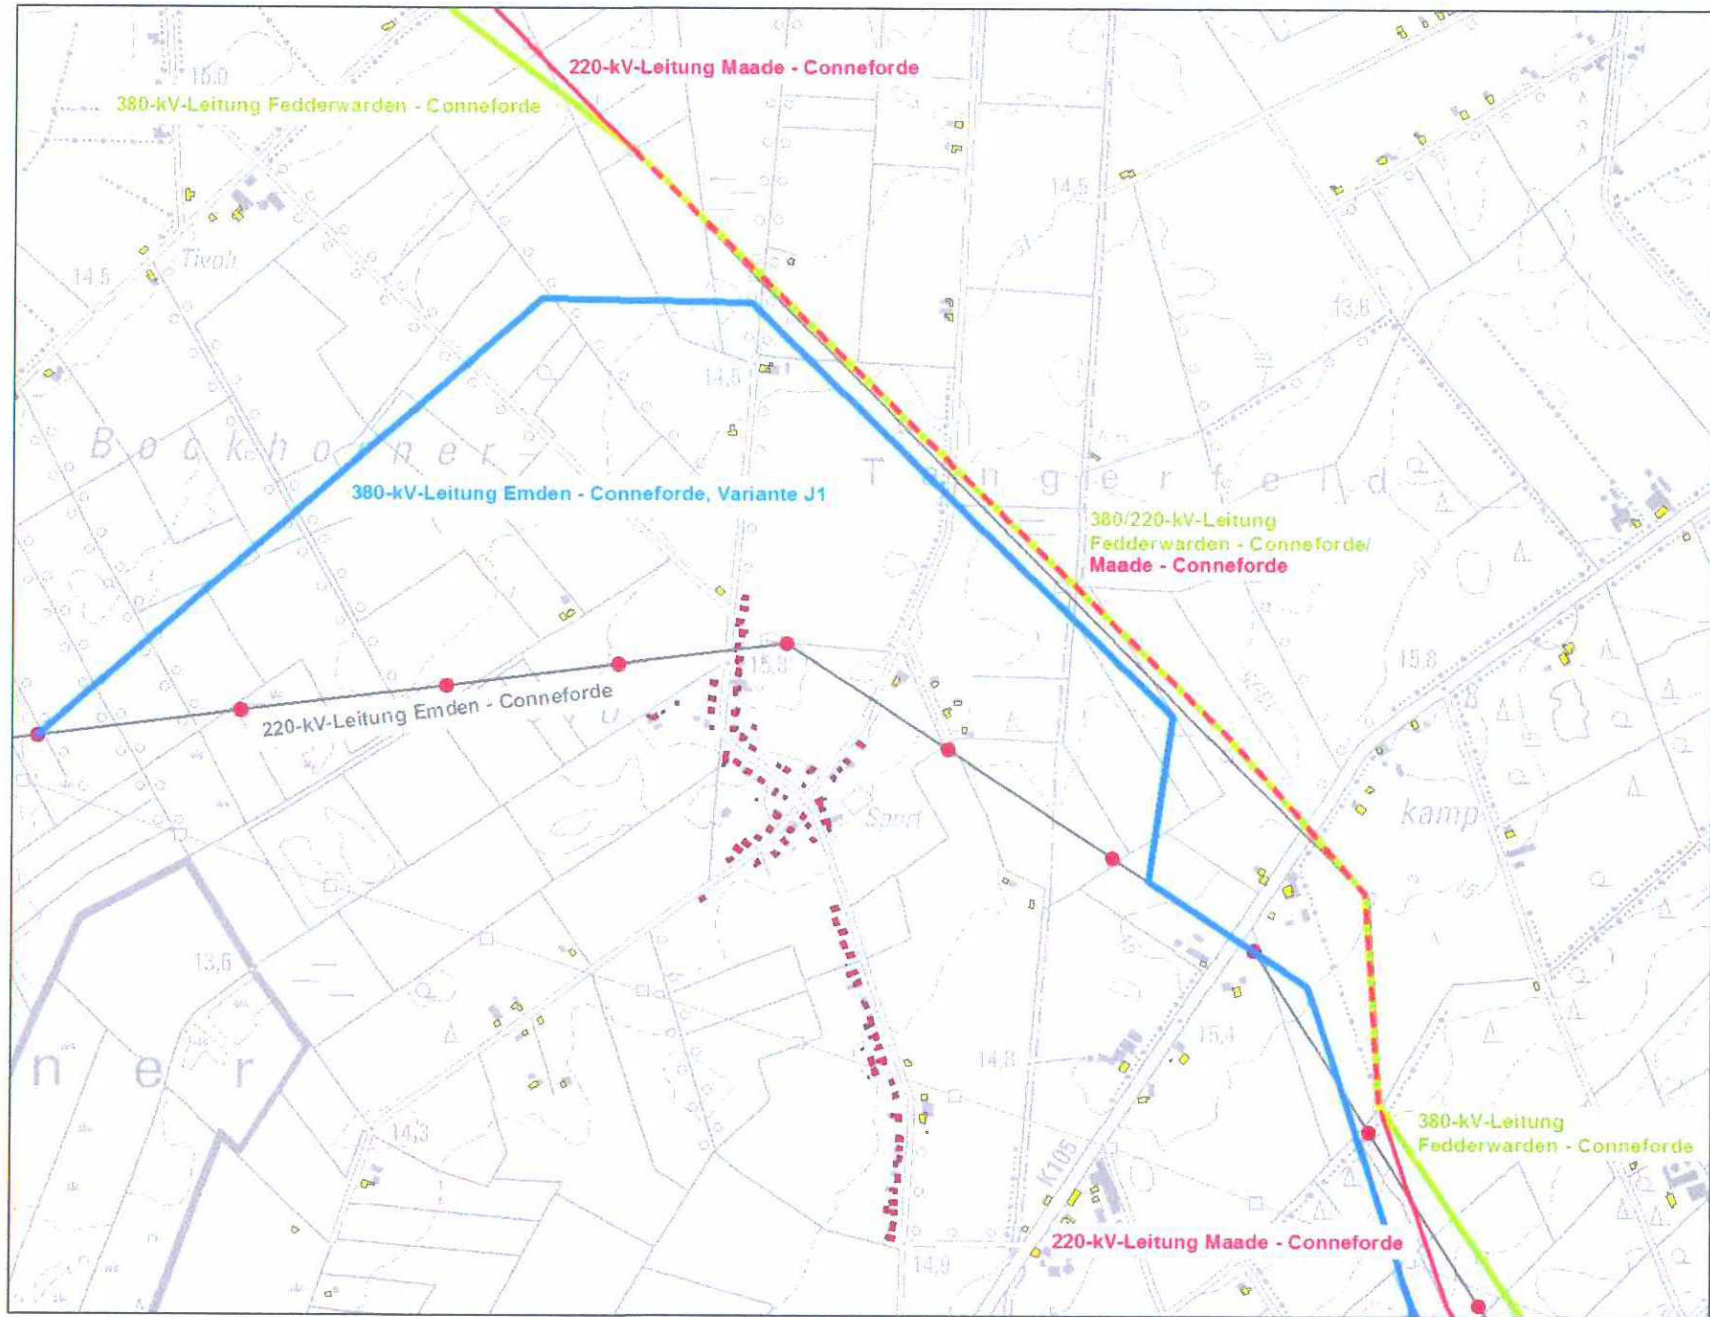 220-kV-Leitung Maade - Conneforde
15,0
380-kV-Leitung Fedderwarden - Conneforde
14,5
Tivoli
14,5
13,6
14,5
Bockhorner
Tangerfeld
380-kV-Leitung Emden - Conneforde, Variante J1
380/220-kV-Leitung
Fedderwarden - Conneforde/
Maade - Conneforde
15,8
220-kV-Leitung Emden - Conneforde
kamp
Sport
13,6
15,4
14,8
ner
14,3
380-kV-Leitung
Fedderwarden - Conneforde
K105
220-kV-Leitung Maade - Conneforde
14,9